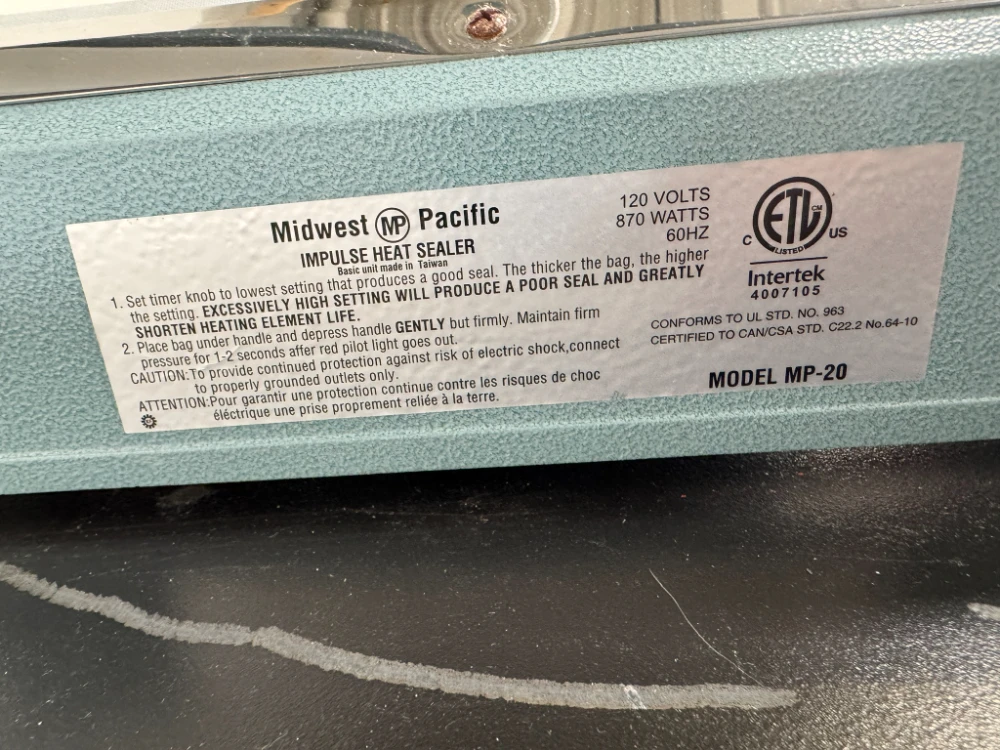 Midwest MP Pacific
IMPULSE HEAT SEALER
Basic unit made in Taiwan
120 VOLTS
870 WATTS
60HZ
1. Set timer knob to lowest setting that produces a good seal. The thicker the bag, the higher
the setting. EXCESSIVELY HIGH SETTING WILL PRODUCE A POOR SEAL AND GREATLY
SHORTEN HEATING ELEMENT LIFE.
2. Place bag under handle and depress handle GENTLY but firmly. Maintain firm
pressure for 1-2 seconds after red pilot light goes out.
CAUTION:To provide continued protection against risk of electric shock,connect
to properly grounded outlets only.
ATTENTION:Pour garantir une protection continue contre les risques de choc
éléctrique une prise proprement reliée à la terre.
ETL CM
C US
LISTED
Intertek
4007105
CONFORMS TO UL STD. NO. 963
CERTIFIED TO CAN/CSA STD. C22.2 No.64-10
MODEL MP-20